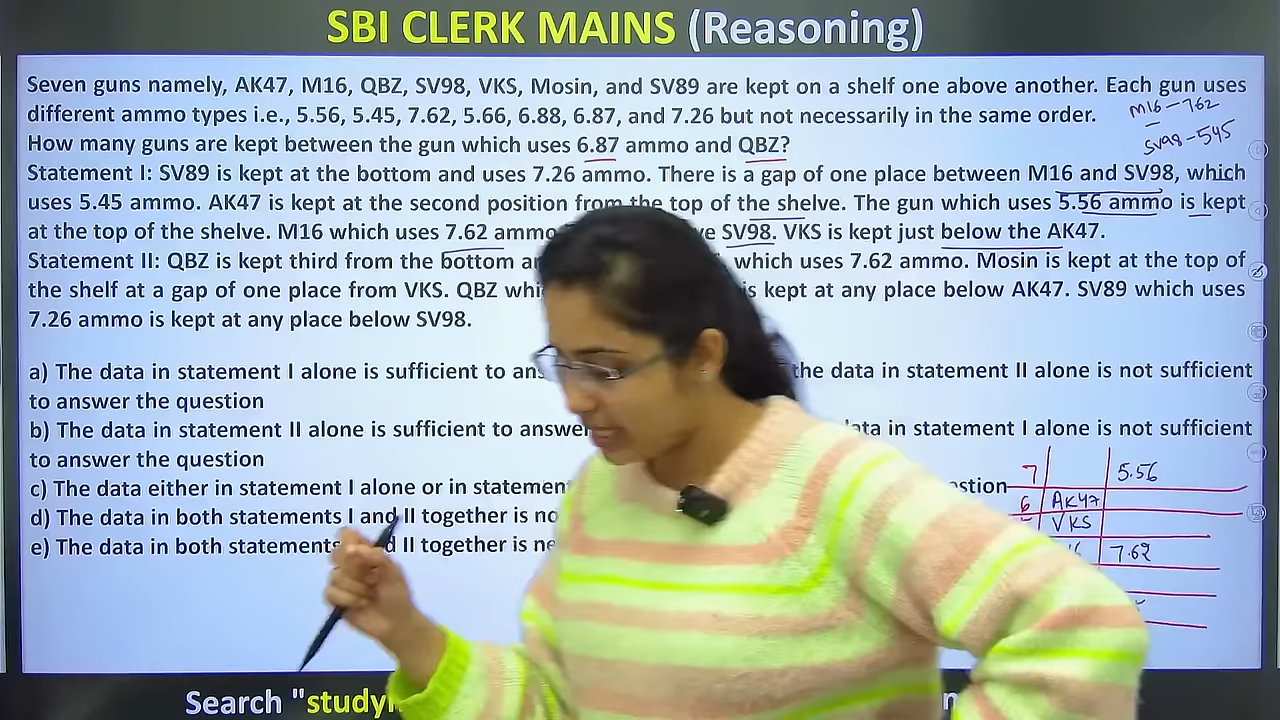 SBI CLERK MAINS (Reasoning)
Seven guns namely, AK47, M16, QBZ, SV98, VKS, Mosin, and SV89 are kept on a shelf one above another. Each gun uses
different ammo types i.e., 5.56, 5.45, 7.62, 5.66, 6.88, 6.87, and 7.26 but not necessarily in the same order.
M16-762
SV98-545
How many guns are kept between the gun which uses 6.87 ammo and QBZ?
Statement I: SV89 is kept at the bottom and uses 7.26 ammo. There is a gap of one place between M16 and SV98, which
uses 5.45 ammo. AK47 is kept at the second position from the top of the shelve. The gun which uses 5.56 ammo is kept
at the top of the shelve. M16 which uses 7.62 ammo SV98. VKS is kept just below the AK47.
Statement II: QBZ is kept third from the bottom which uses 7.62 ammo. Mosin is kept at the top of
the shelf at a gap of one place from VKS. QBZ is kept at any place below AK47. SV89 which uses
7.26 ammo is kept at any place below SV98.
a) The data in statement I alone is sufficient to the data in statement II alone is not sufficient
to answer the question
b) The data in statement II alone is sufficient to answer in statement I alone is not sufficient
to answer the question
c) The data either in statement I alone or in
d) The data in both statements I and II together is
e) The data in both statements II together is
7 5.56
6 AK47
VKS
7.62
Search "